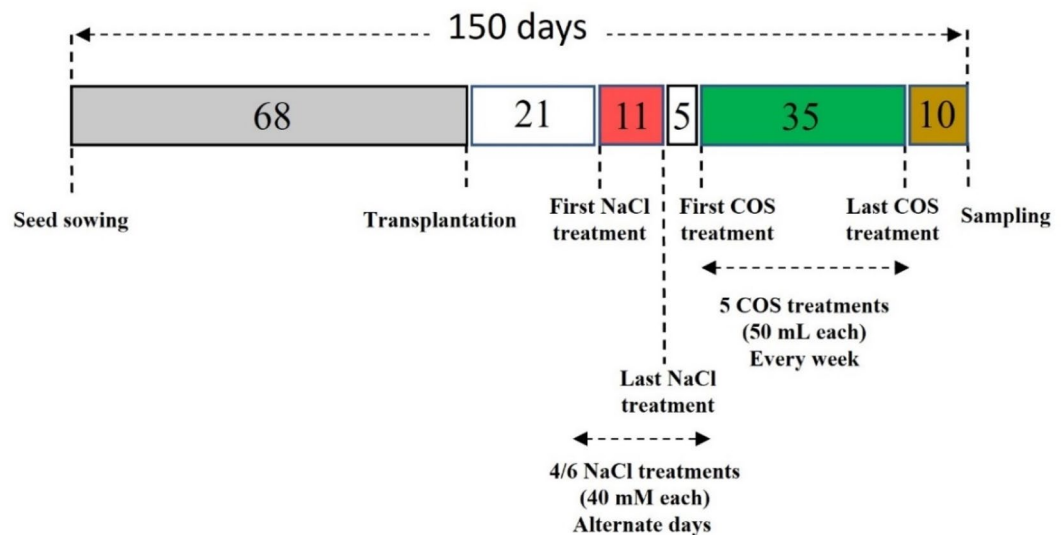 150 days
68
21
11
5
35
10
Seed sowing
Transplantation
First NaCl
treatment
First COS
treatment
Last COS
treatment
Sampling
5 COS treatments
(50 mL each)
Every week
Last NaCl
treatment
4/6 NaCl treatments
(40 mM each)
Alternate days